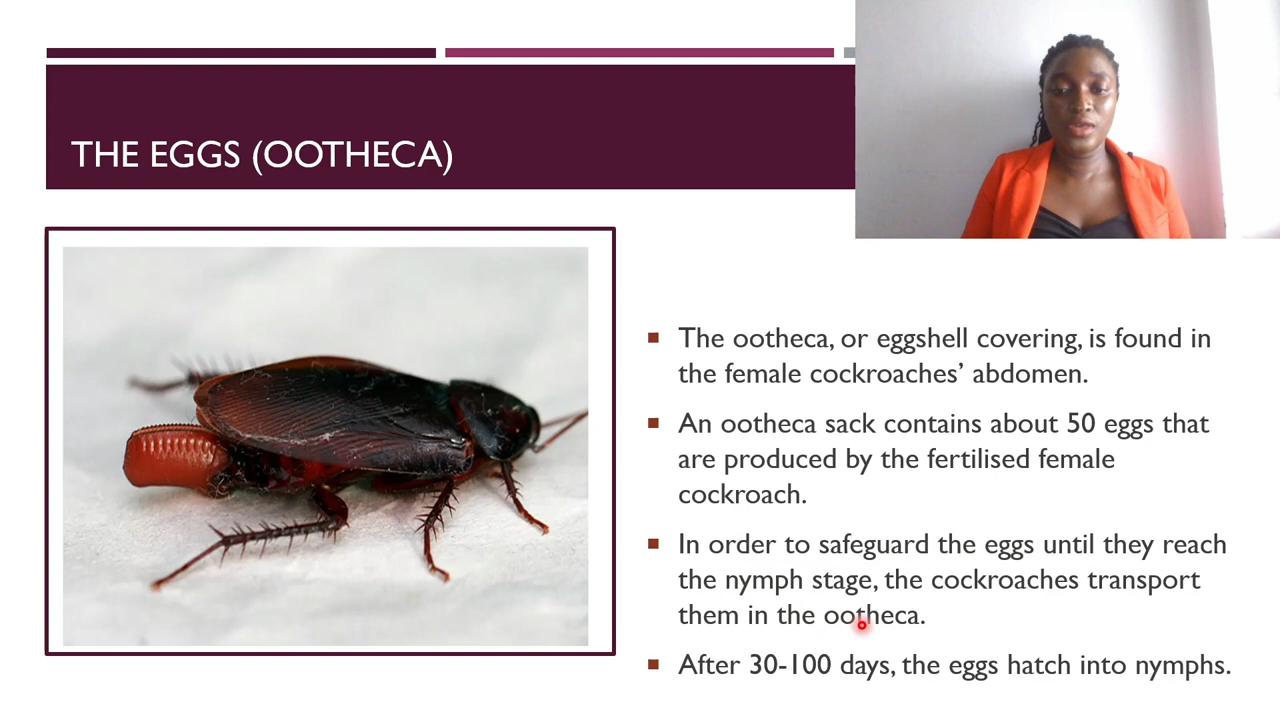 THE EGGS (OOTHECA)
The ootheca, or eggshell covering, is found in
the female cockroaches’ abdomen.
An ootheca sack contains about 50 eggs that
are produced by the fertilised female
cockroach.
In order to safeguard the eggs until they reach
the nymph stage, the cockroaches transport
them in the ootheca.
After 30-100 days, the eggs hatch into nymphs.